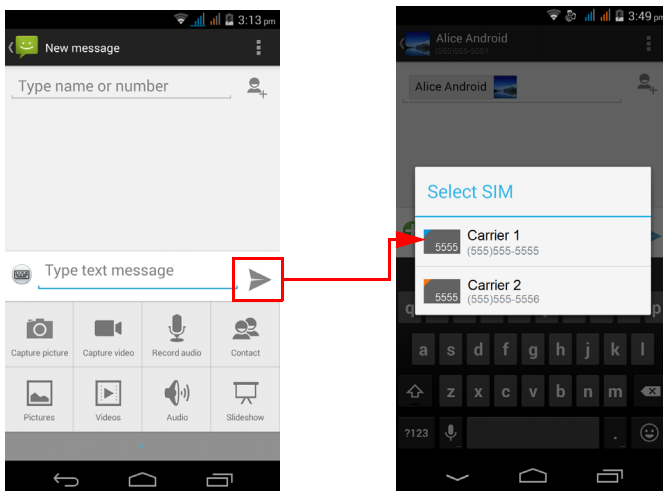 3:13 pm
New message
Type name or number
Type text message
Capture picture
Capture video
Record audio
Contact
Pictures
Videos
Audio
Slideshow
3:49 pm
Alice Android
(555)555-5551
Alice Android
Select SIM
5555
Carrier 1
(555)555-5555
5555
Carrier 2
(555)555-5556
q
p
a s d f g h j k l
z x c v b n m
?123
.